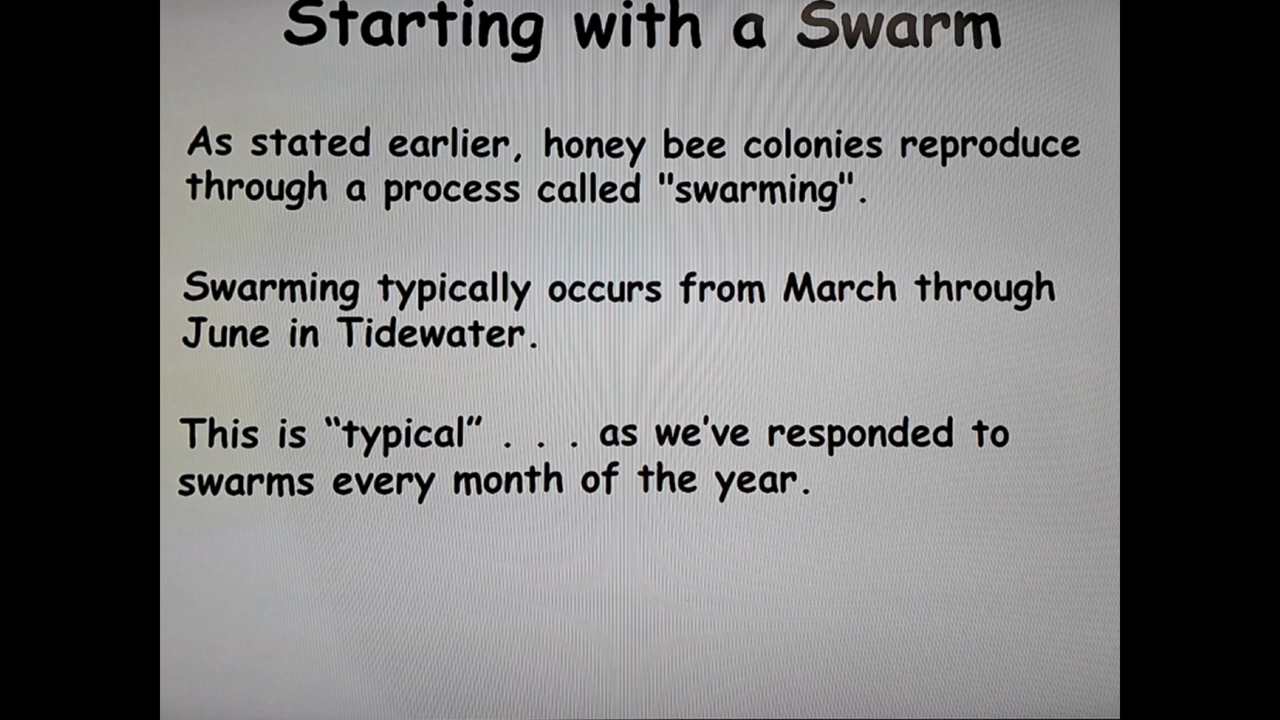 Starting with a Swarm
As stated earlier, honey bee colonies reproduce
through a process called "swarming".
Swarming typically occurs from March through
June in Tidewater.
This is “typical” . . . as we've responded to
swarms every month of the year.